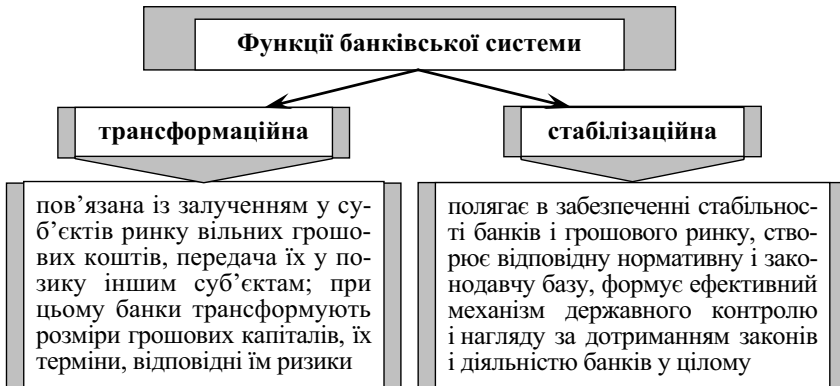 Функції банківської системи
трансформаційна
стабілізаційна
пов’язана із залученням у су-
б’єктів ринку вільних грошо-
вих коштів, передача їх у по-
зику іншим суб’єктам; при
цьому банки трансформують
розміри грошових капіталів, їх
терміни, відповідні їм ризики
полягає в забезпеченні стабільнос-
ті банків і грошового ринку, ство-
рює відповідну нормативну і зако-
нодавчу базу, формує ефективний
механізм державного контролю
і нагляду за дотриманням законів
і діяльністю банків у цілому